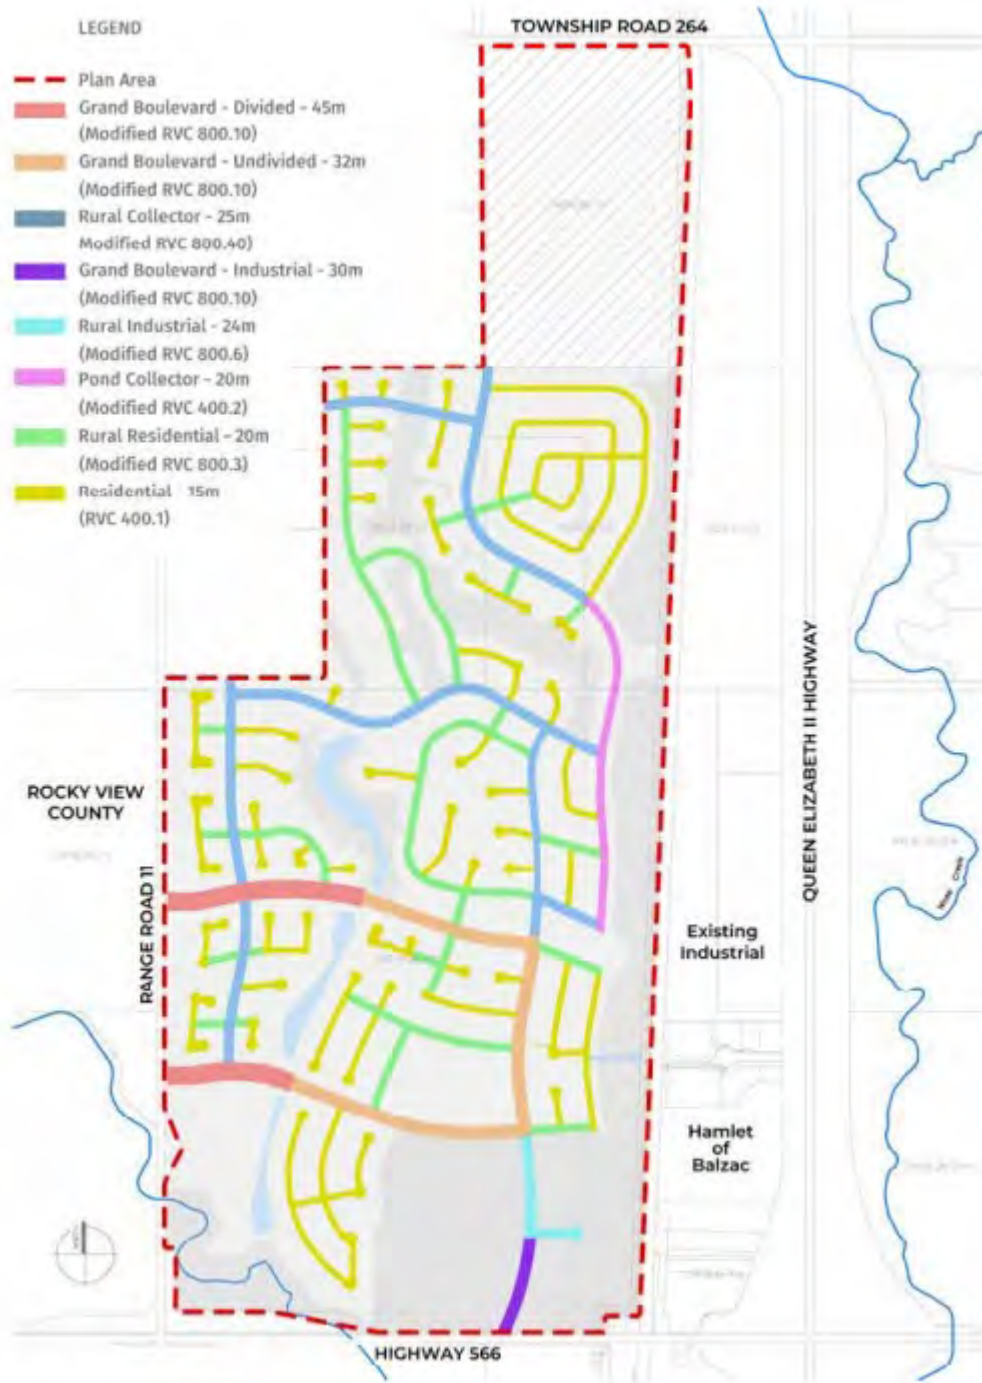 LEGEND
Plan Area
Grand Boulevard - Divided - 45m
(Modified RVC 800.10)
Grand Boulevard - Undivided - 32m
(Modified RVC 800.10)
Rural Collector - 25m
Modified RVC 800.40)
Grand Boulevard - Industrial - 30m
(Modified RVC 800.10)
Rural Industrial - 24m
(Modified RVC 800.6)
Pond Collector - 20m
(Modified RVC 400.2)
Rural Residential - 20m
(Modified RVC 800.3)
Residential 15m
(RVC 400.1)
TOWNSHIP ROAD 264
QUEEN ELIZABETH II HIGHWAY
ROCKY VIEW
COUNTY
RANGE ROAD 11
Nose Creek
Existing
Industrial
Hamlet
of
Balzac
HIGHWAY 566